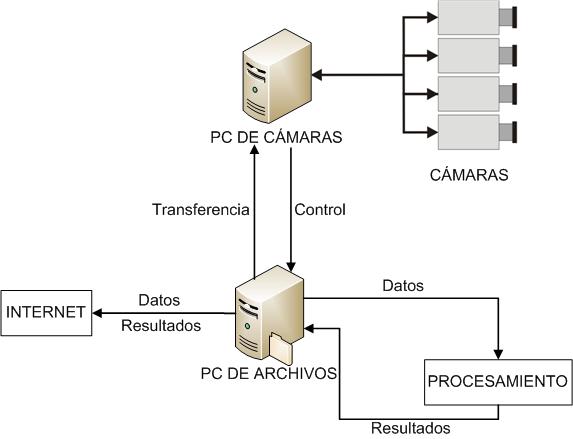 PC DE CÁMARAS
CÁMARAS
Transferencia
Control
INTERNET
Datos
Resultados
Datos
PC DE ARCHIVOS
PROCESAMIENTO
Resultados